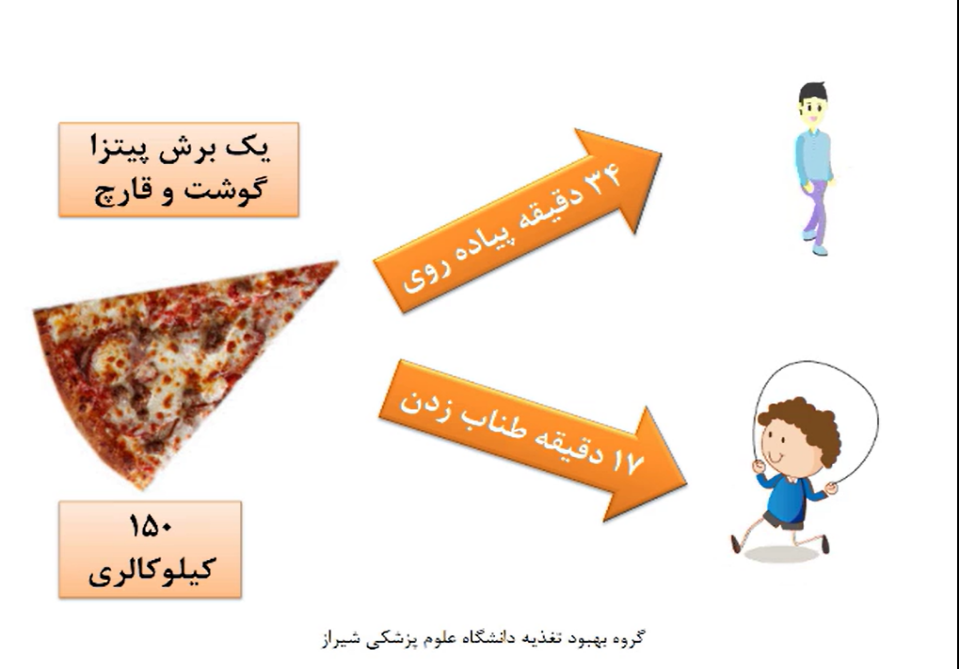 یک برش پیتزا
گوشت و قارچ
۳۴ دقیقه پیاده روی
۱۷ دقیقه طناب زدن
۱۵۰
کیلوکالری
گروه بهبود تغذیه دانشگاه علوم پزشکی شیراز